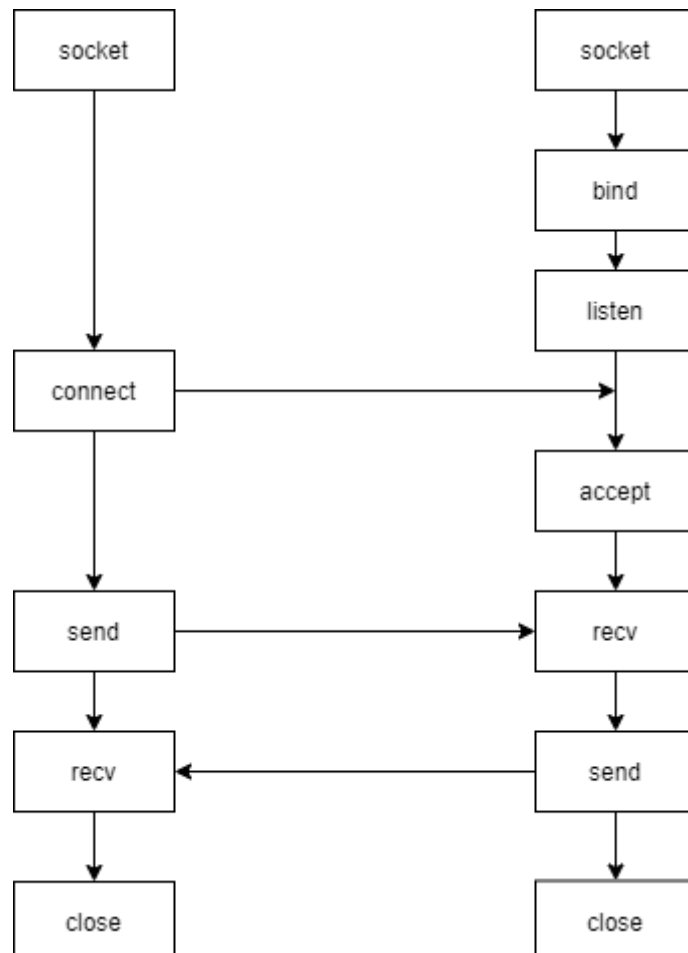 socket
socket
bind
listen
connect
accept
send
recv
recv
send
close
close